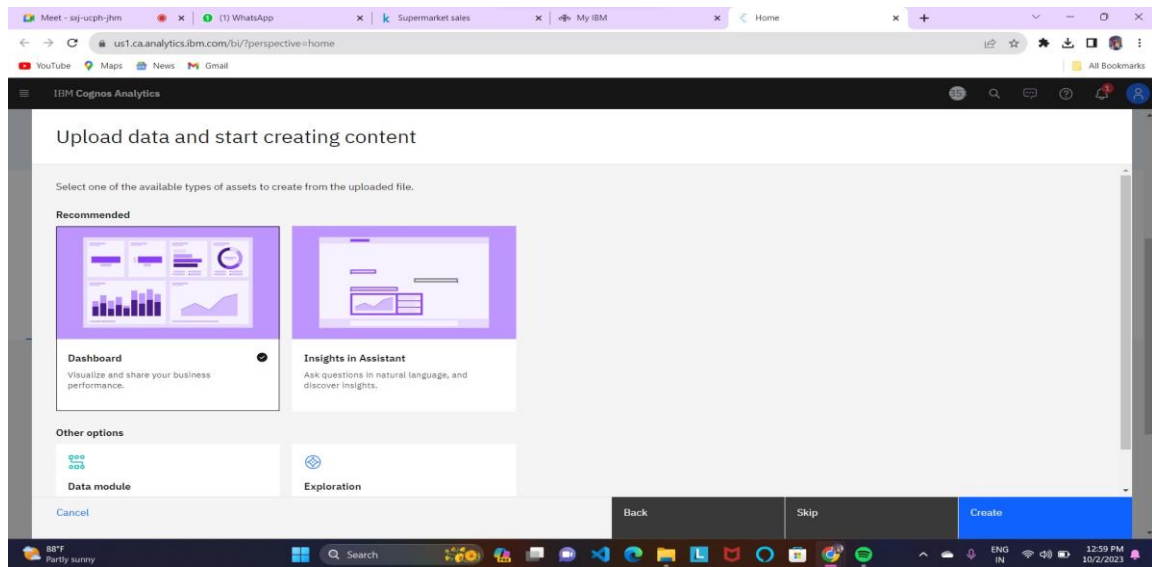 Meet - ssj-ucph-jhm
(1) WhatsApp
Supermarket sales
My IBM
Home
us1.ca.analytics.ibm.com/bi/?perspective=home
YouTube Maps News Gmail All Bookmarks
IBM Cognos Analytics
Upload data and start creating content
Select one of the available types of assets to create from the uploaded file.
Recommended
Dashboard
Visualize and share your business
performance.
Insights in Assistant
Ask questions in natural language, and
discover insights.
Other options
Data module
Exploration
Cancel
Back
Skip
Create
88°F
Partly sunny
Search
ENG
IN
12:59 PM
10/2/2023